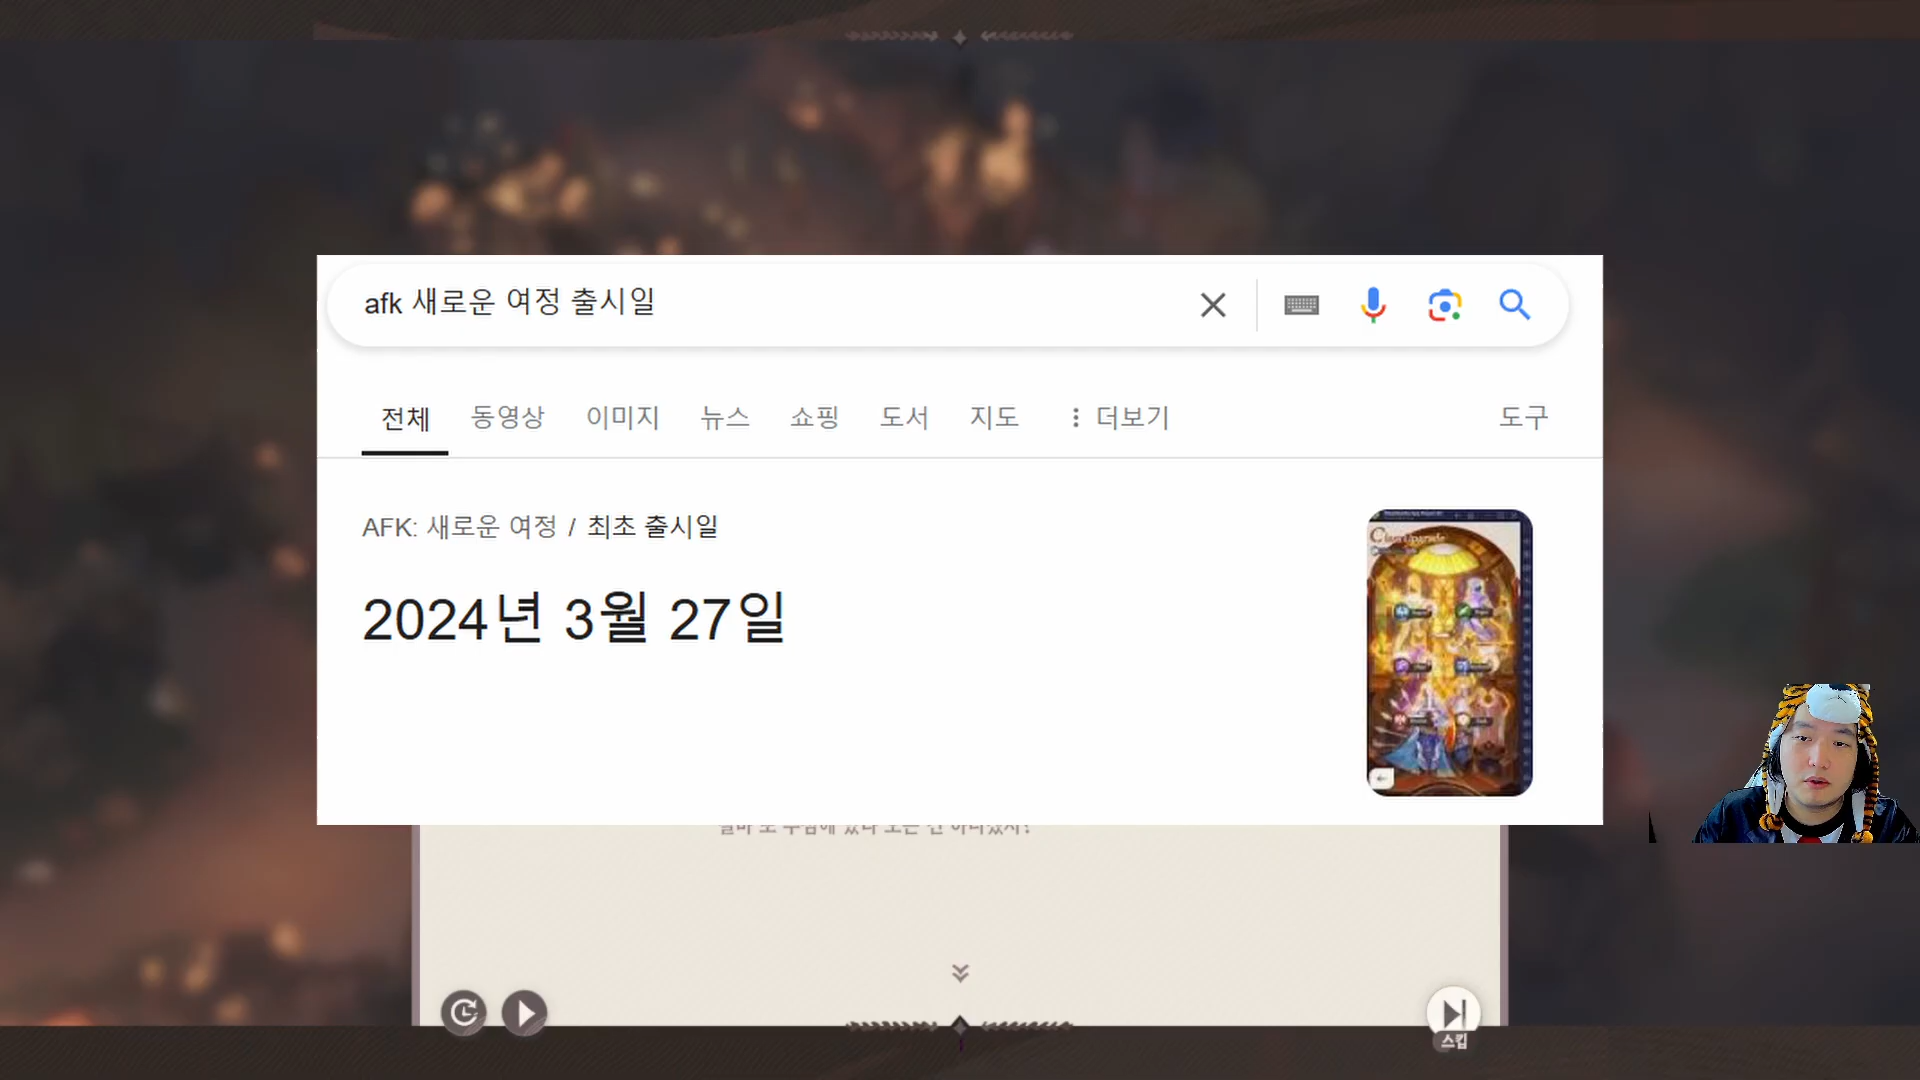 afk 새로운 여정 출시일
전체 동영상 이미지 뉴스 쇼핑 도서 지도 더보기 도구
AFK: 새로운 여정 / 최초 출시일
2024년 3월 27일
Class Upgrade
스킵